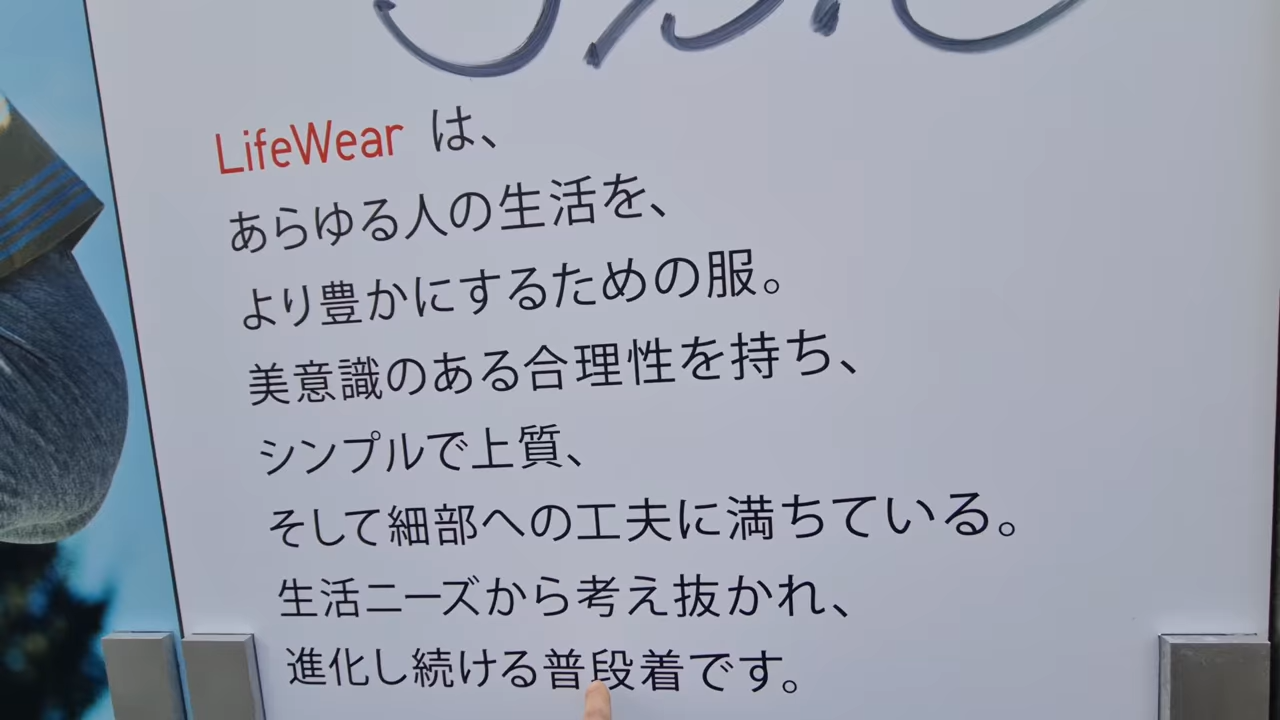 LifeWear は、
あらゆる人の生活を、
より豊かにするための服。
美意識のある合理性を持ち、
シンプルで上質、
そして細部への工夫に満ちている。
生活ニーズから考え抜かれ、
進化し続ける普段着です。